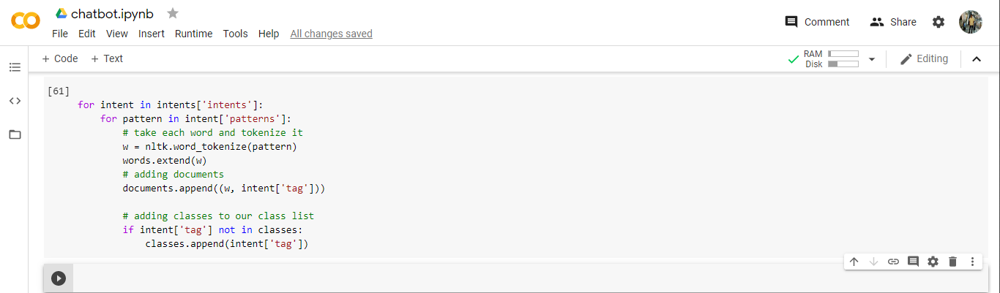 chatbot.ipynb
File Edit View Insert Runtime Tools Help All changes saved
Comment Share
+ Code + Text
RAM
Disk
Editing
[61]
for intent in intents['intents']:
    for pattern in intent['patterns']:
        # take each word and tokenize it
        w = nltk.word_tokenize(pattern)
        words.extend(w)
        # adding documents
        documents.append((w, intent['tag']))
        # adding classes to our class list
        if intent['tag'] not in classes:
            classes.append(intent['tag'])